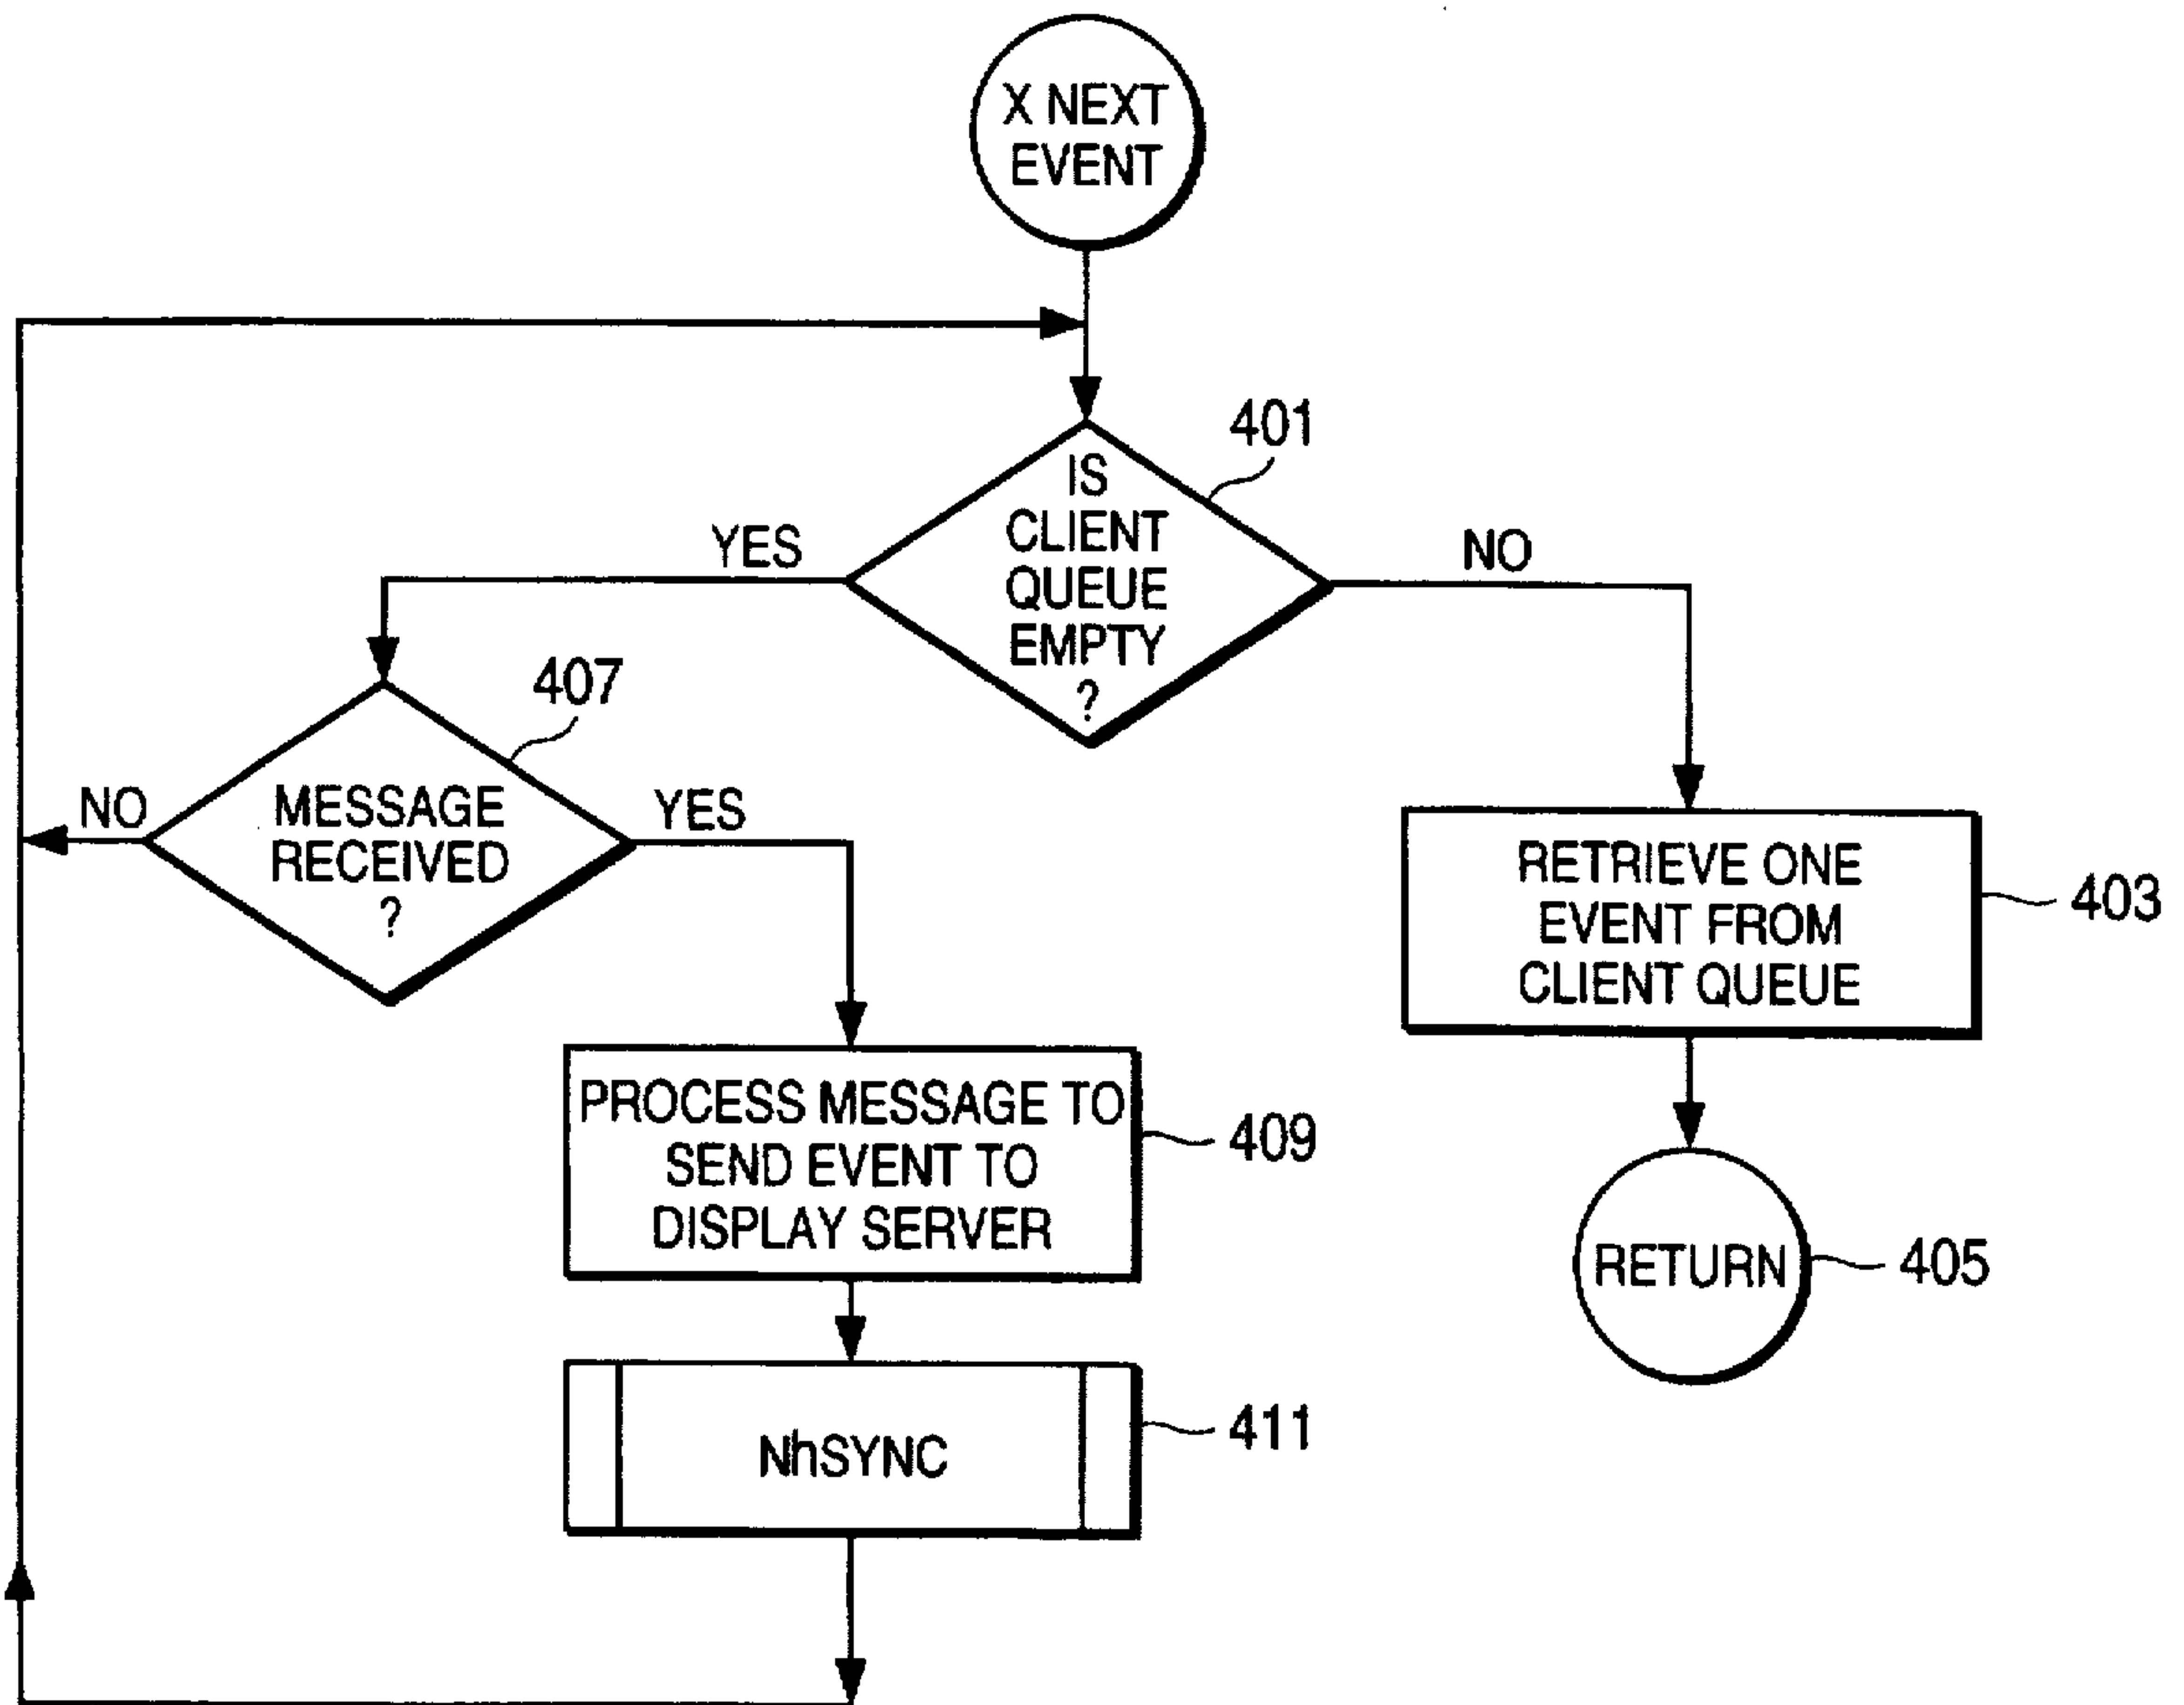 X NEXT
EVENT
401
IS
CLIENT
QUEUE
EMPTY
?
YES
NO
407
MESSAGE
RECEIVED
?
NO
YES
RETRIEVE ONE
EVENT FROM
CLIENT QUEUE
403
PROCESS MESSAGE TO
SEND EVENT TO
DISPLAY SERVER
409
RETURN
405
NhSYNC
411